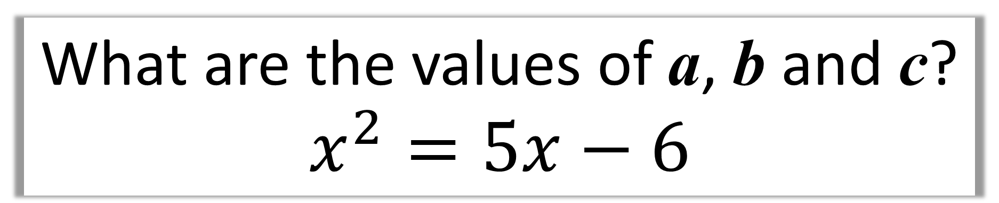 What are the values of a, b and c?
x² = 5x − 6